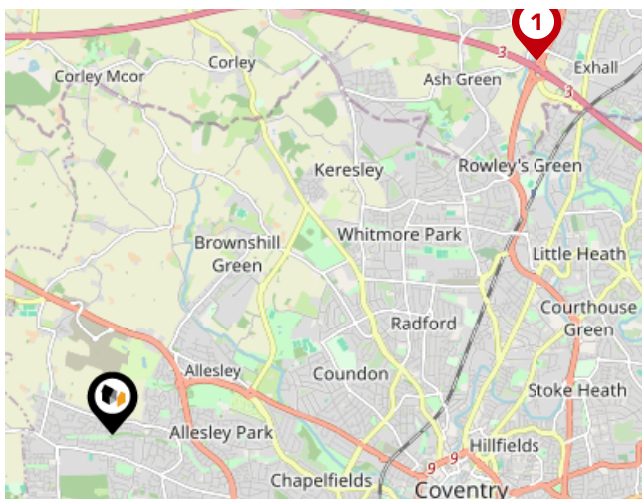 1
Corley
3
Exhall
Corley Mcor
Ash Green
3
Keresley
Rowley's Green
Whitmore Park
Brownshill
Green
Little Heath
Courthouse
Green
Radford
Allesley
Coundon
Stoke Heath
Allesley Park
Hillfields
9
9
Chapelfields
Coventry